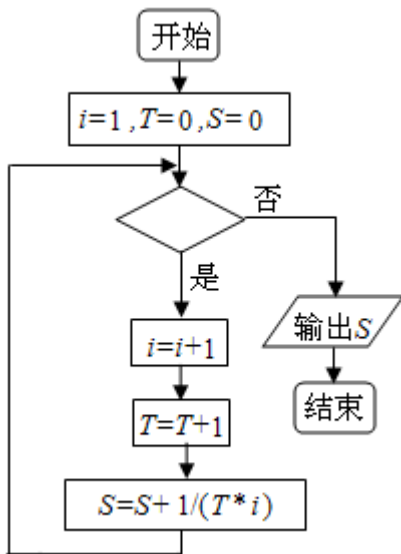 开始
i=1 ,T=0 ,S= 0
否
是
输出S
i=i+1
结束
T=T+1
S=S+ 1/(T*i)